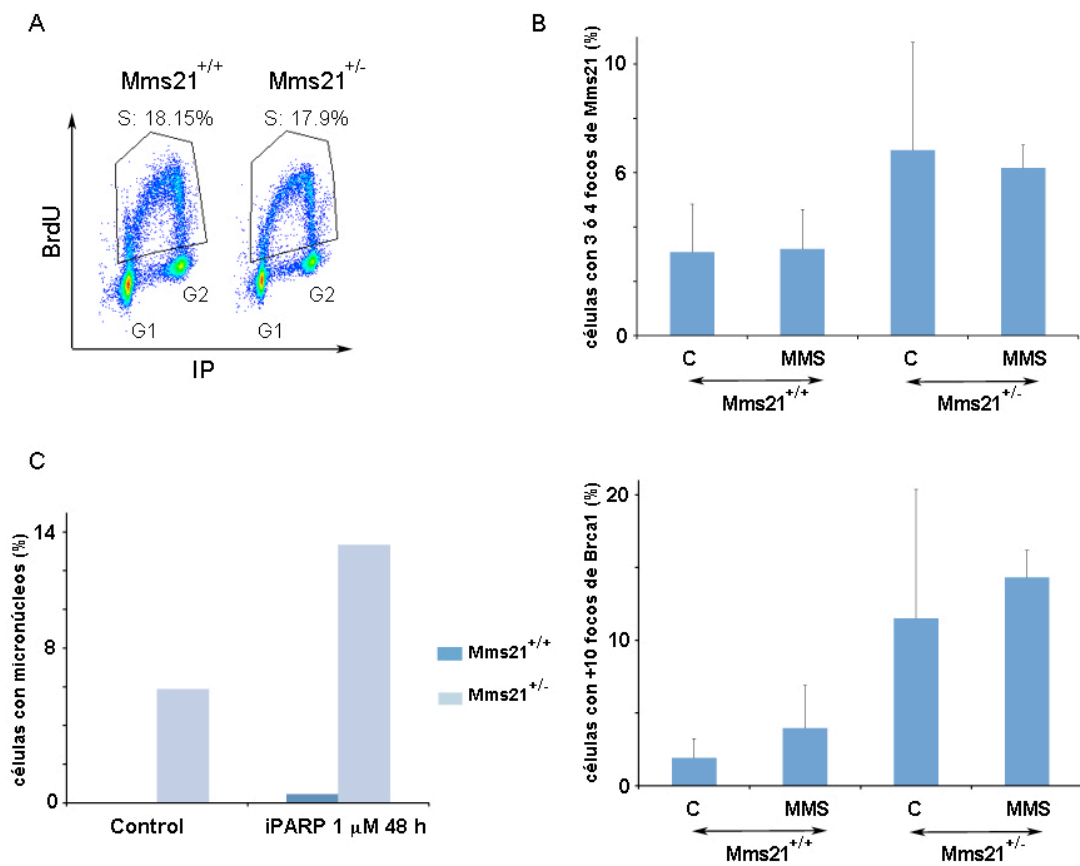 A
Mms21+/+ Mms21+/-
S: 18.15% S: 17.9%
BrdU
G2 G2
G1 G1
IP
B
células con 3 ó 4 focos de Mms21 (%)
10
6
0
C MMS C MMS
Mms21+/+ Mms21+/-
C
células con micronúcleos (%)
14
8
0
Control iPARP 1 μM 48 h
Mms21+/+
Mms21+/-
células con +10 focos de Brca1 (%)
20
10
0
C MMS C MMS
Mms21+/+ Mms21+/-